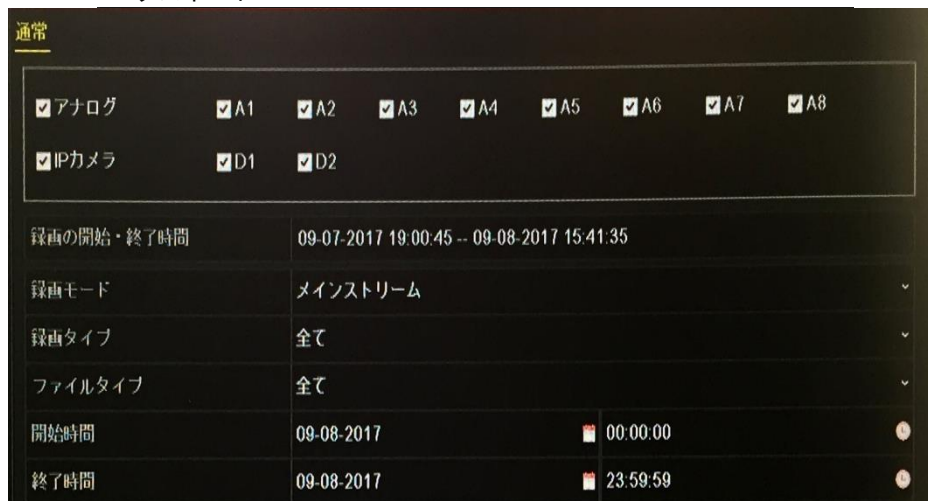 通常
アナログ A1 A2 A3 A4 A5 A6 A7 A8
IPカメラ D1 D2
録画の開始・終了時間 09-07-2017 19:00:45 -- 09-08-2017 15:41:35
録画モード メインストリーム
録画タイプ 全て
ファイルタイプ 全て
開始時間 09-08-2017 00:00:00
終了時間 09-08-2017 23:59:59